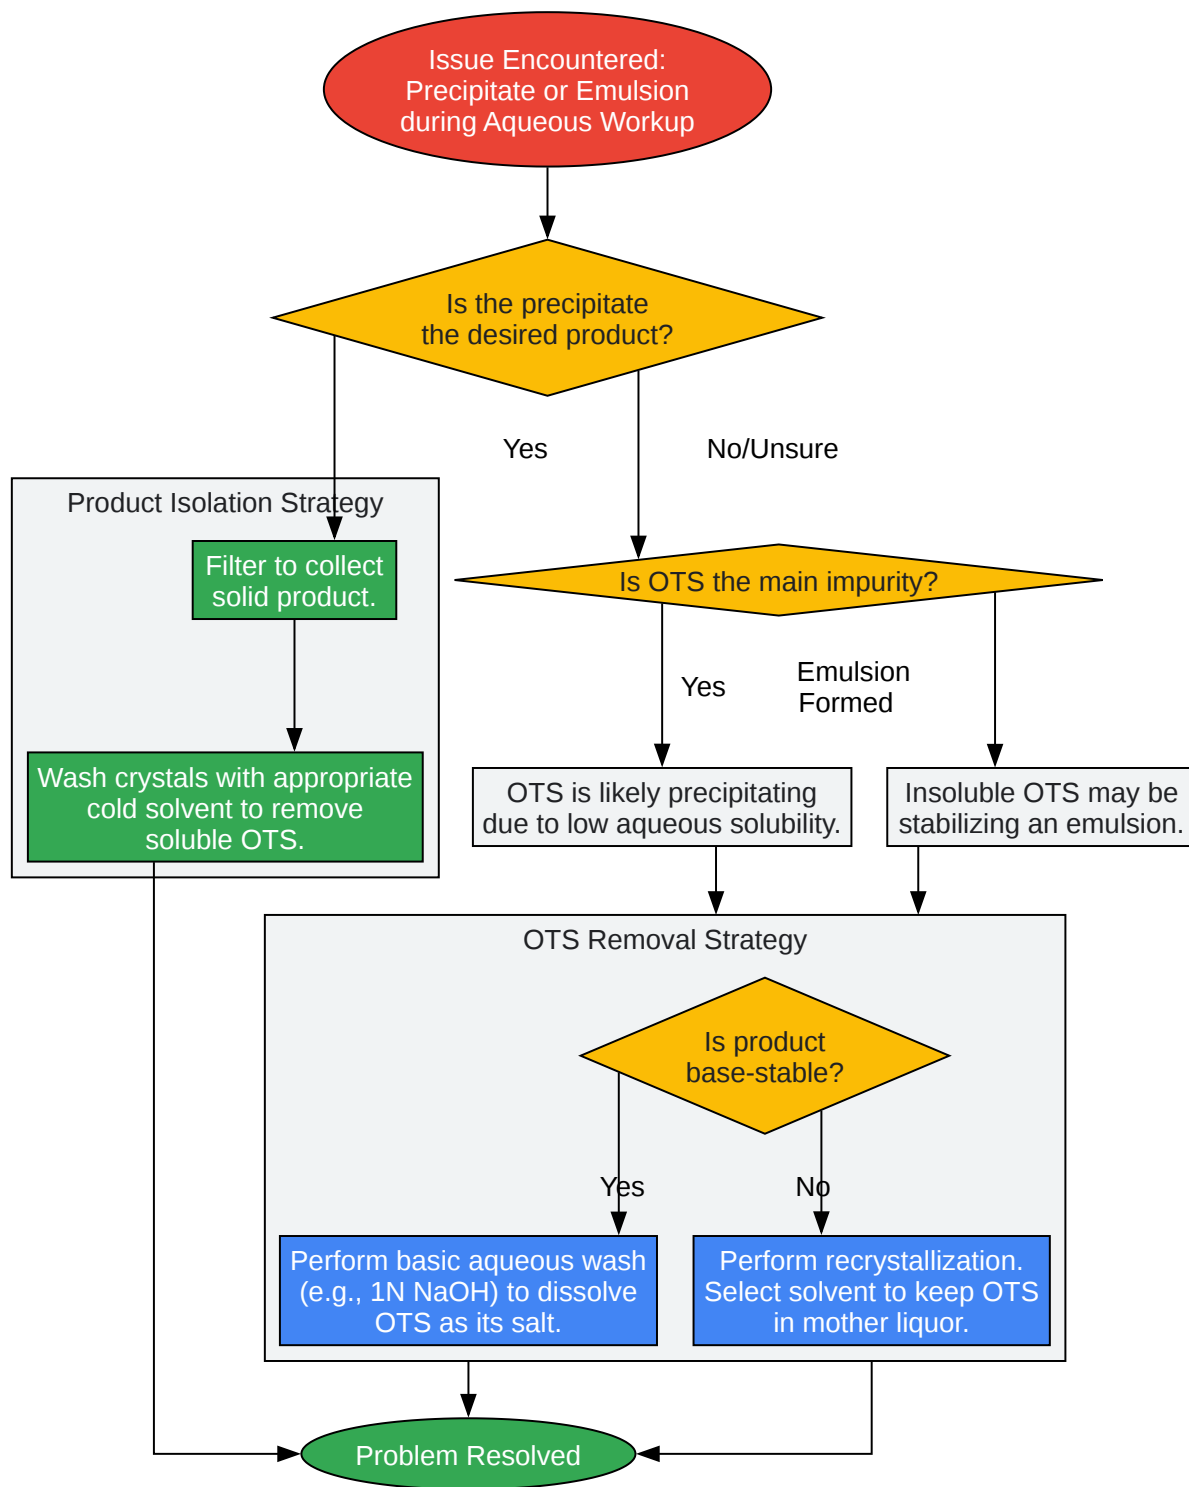 Issue Encountered:
Precipitate or Emulsion
during Aqueous Workup
Is the precipitate
the desired product?
Yes
No/Unsure
Product Isolation Strategy
Filter to collect
solid product.
Is OTS the main impurity?
Yes
Emulsion
Formed
Wash crystals with appropriate
cold solvent to remove
soluble OTS.
OTS is likely precipitating
due to low aqueous solubility.
Insoluble OTS may be
stabilizing an emulsion.
OTS Removal Strategy
Is product
base-stable?
Yes
No
Perform basic aqueous wash
(e.g., 1N NaOH) to dissolve
OTS as its salt.
Perform recrystallization.
Select solvent to keep OTS
in mother liquor.
Problem Resolved